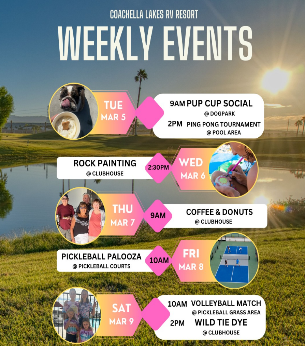 COACHELLA LAKES RV RESORT
WEEKLY EVENTS
TUE
MAR 5
9AM PUP CUP SOCIAL
@ DOGPARK
2PM PING PONG TOURNAMENT
@ POOL AREA
ROCK PAINTING
@ CLUBHOUSE
2:30PM
WED
MAR 6
THU
MAR 7
9AM
COFFEE & DONUTS
@ CLUBHOUSE
PICKLEBALL PALOOZA
@ PICKLEBALL COURTS
10AM
FRI
MAR 8
SAT
MAR 9
10AM VOLLEYBALL MATCH
@ PICKLEBALL GRASS AREA
2PM WILD TIE DYE
@ CLUBHOUSE